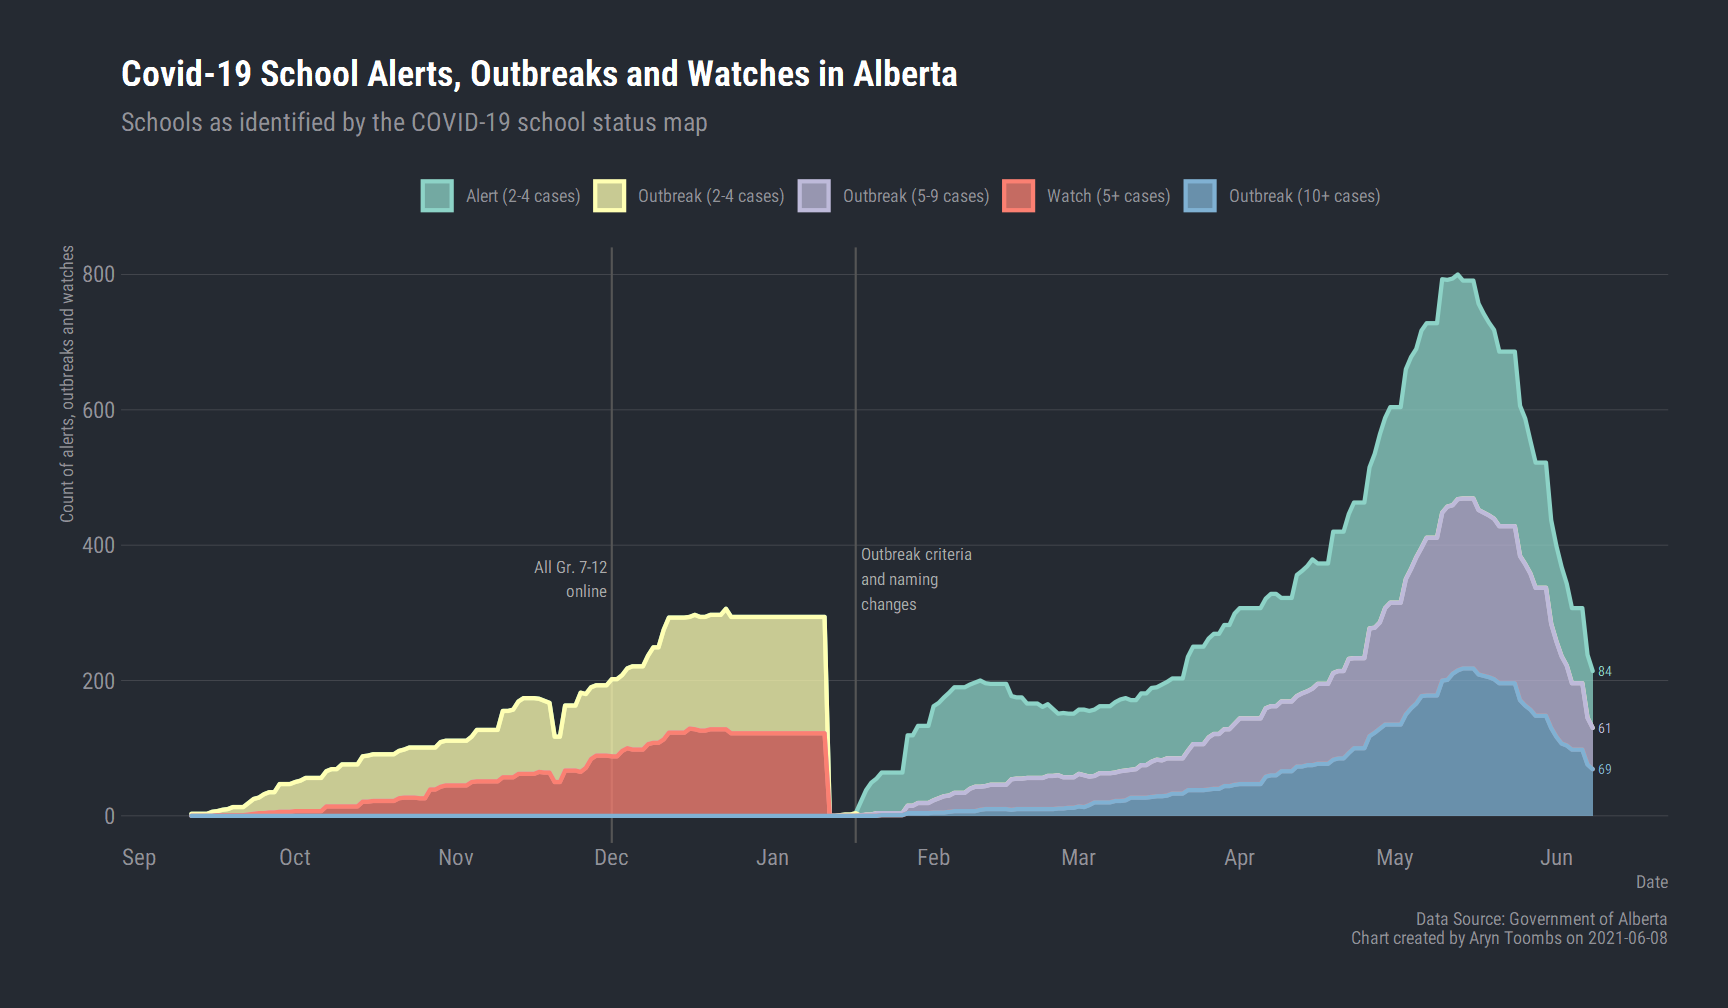 Covid-19 School Alerts, Outbreaks and Watches in Alberta
Schools as identified by the COVID-19 school status map
Alert (2-4 cases)
Outbreak (2-4 cases)
Outbreak (5-9 cases)
Watch (5+ cases)
Outbreak (10+ cases)
Count of alerts, outbreaks and watches
800
600
400
200
0
All Gr. 7-12
online
Outbreak criteria
and naming
changes
84
61
69
Sep
Oct
Nov
Dec
Jan
Feb
Mar
Apr
May
Jun
Date
Data Source: Government of Alberta
Chart created by Aryn Toombs on 2021-06-08